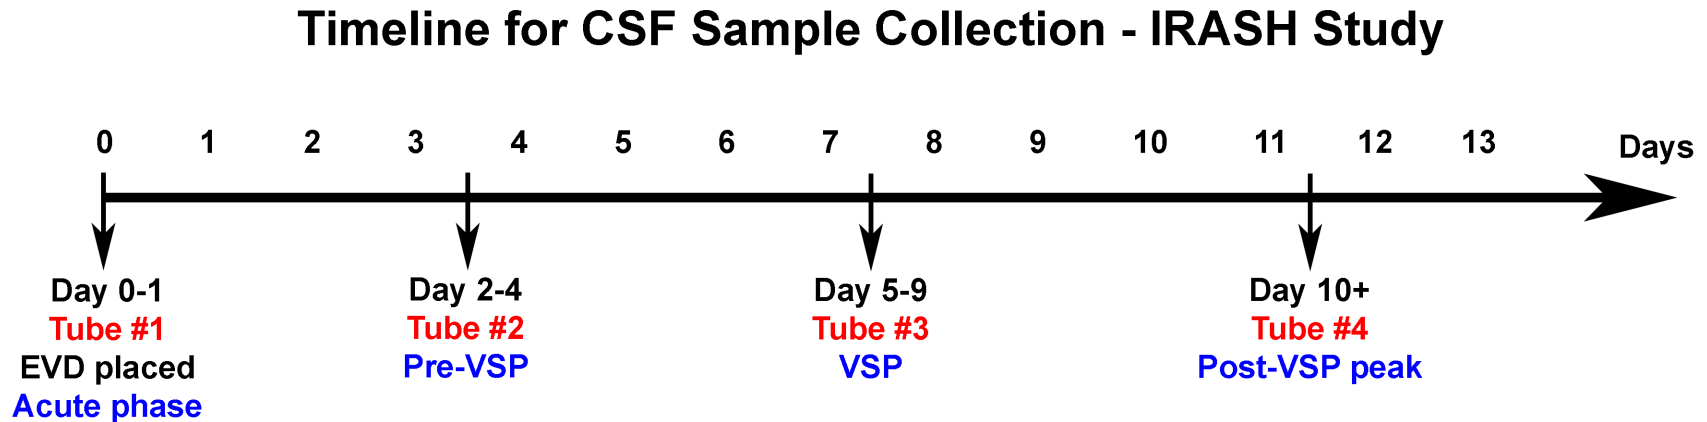 Timeline for CSF Sample Collection - IRASH Study
0 1 2 3 4 5 6 7 8 9 10 11 12 13 Days
Day 0-1 Day 2-4 Day 5-9 Day 10+
Tube #1 Tube #2 Tube #3 Tube #4
EVD placed Pre-VSP VSP Post-VSP peak
Acute phase